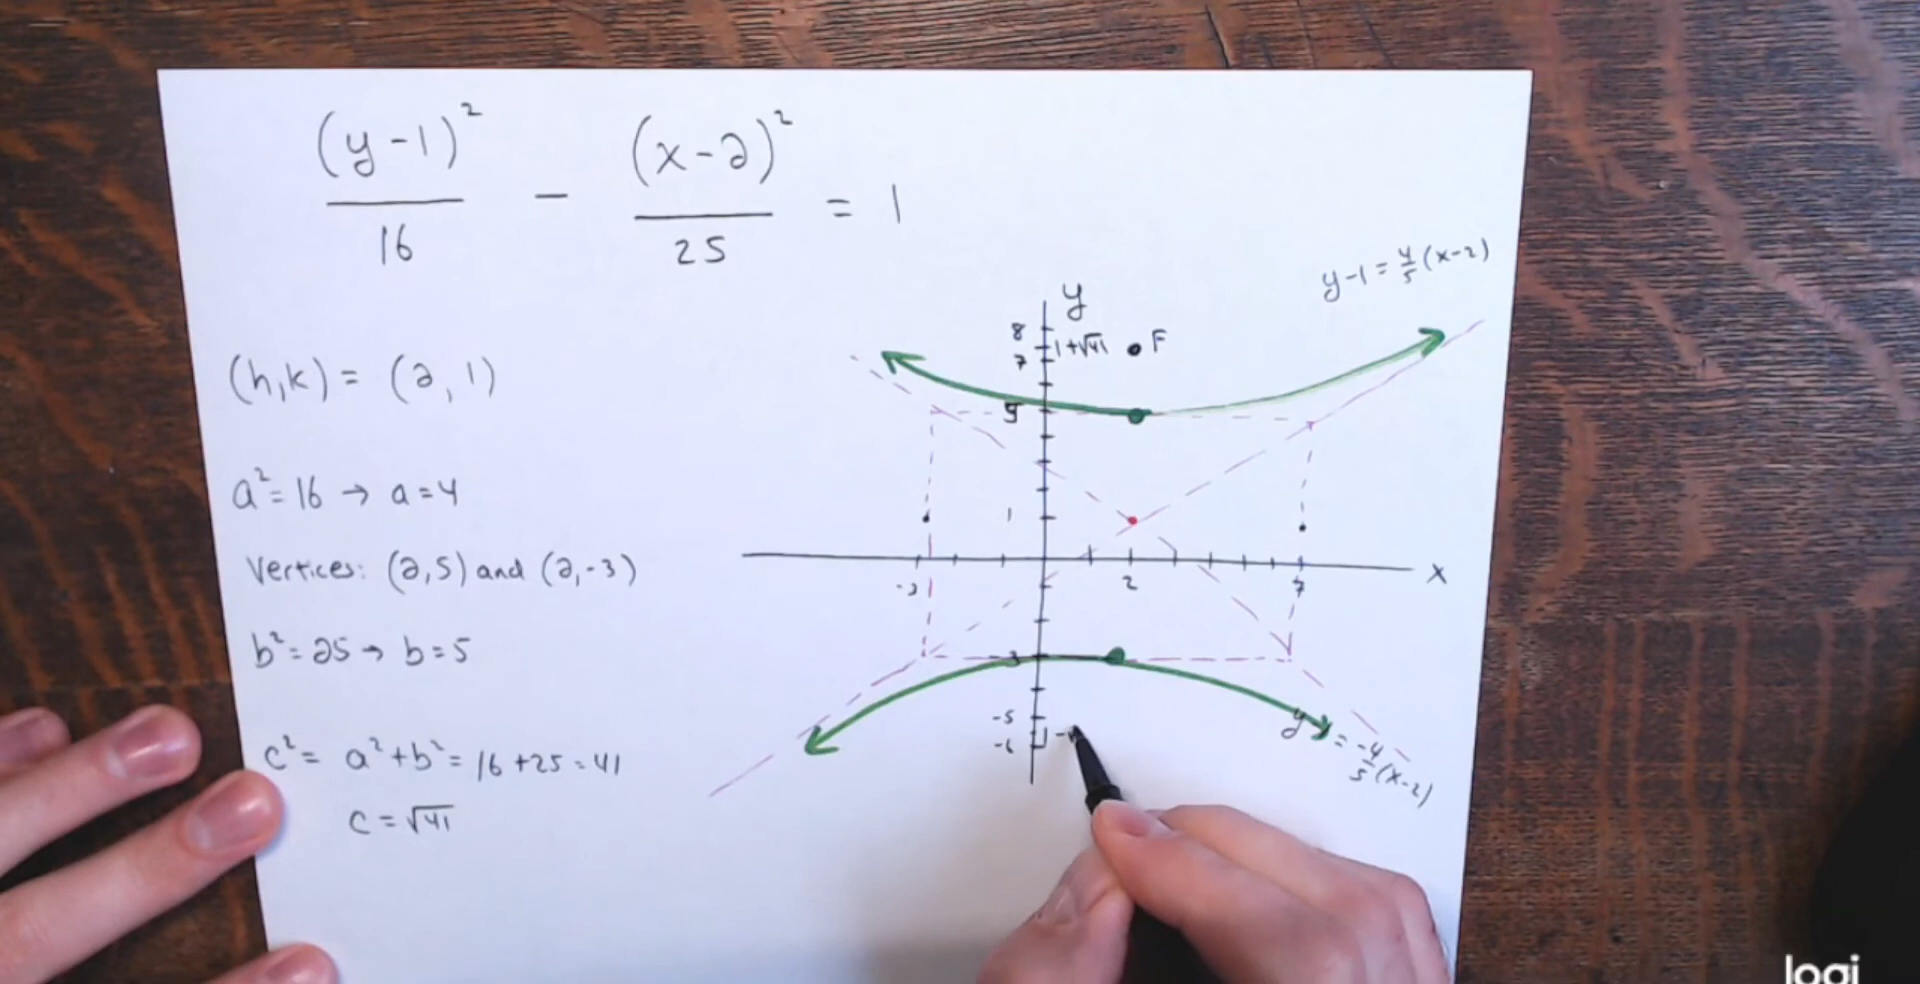 (y-1)² / 16 - (x-2)² / 25 = 1
y-1 = 4/5 (x-2)
y
8
1+√41 F
7
(h,k) = (2,1)
5
a² = 16 → a = 4
1
Vertices: (2,5) and (2,-3)
x
2
7
b² = 25 → b = 5
-5
-6
1-
y = -4/5 (x-2)
c² = a² + b² = 16 + 25 = 41
c = √41
logi